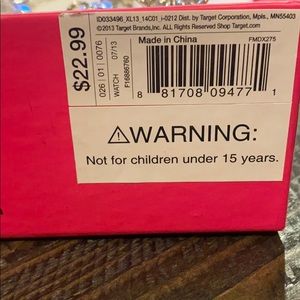 ID033496_XL13_14C01_i-0212 Dist. by Target Corporation, Mpls., MN55403
©2013 Target Brands,Inc. ALL Rights Reserved Shop Target.com
Made in China
FMDX275
$22.99
026 | 01 | 0076
WATCH 07/13
F16886760
8 81708 09477 1
⚠WARNING:
Not for children under 15 years.